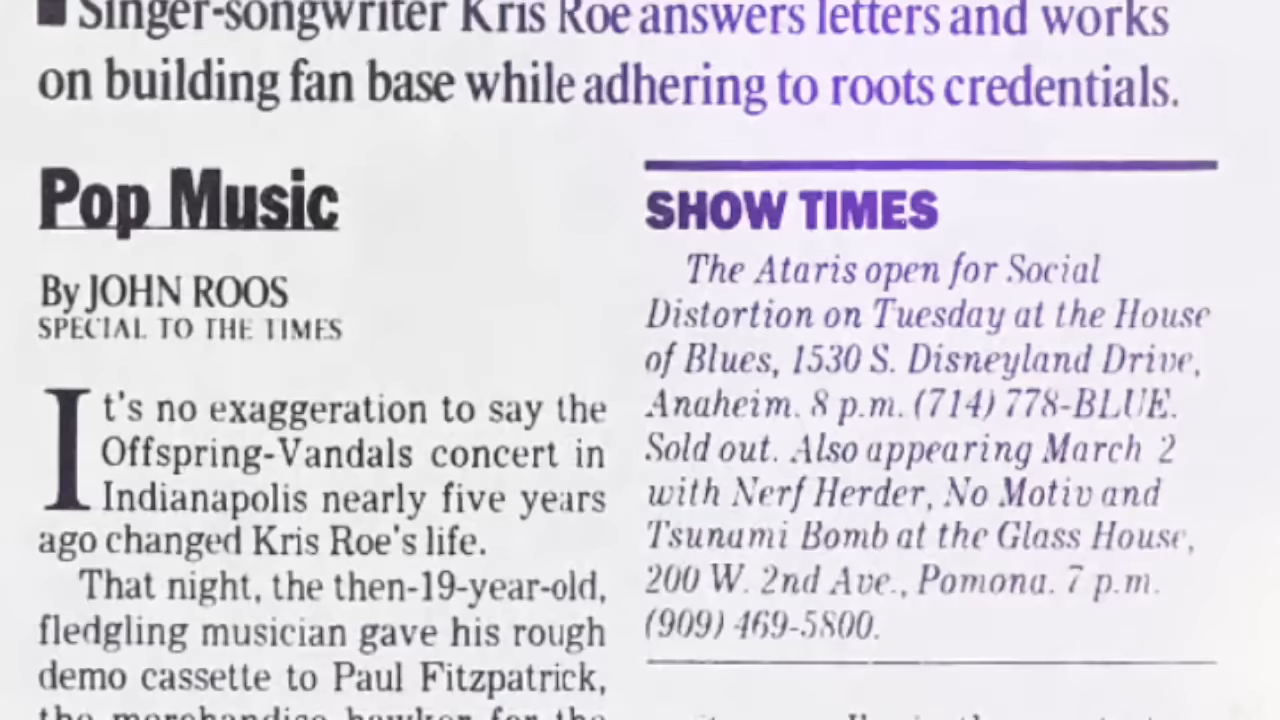 ■ Singer-songwriter Kris Roe answers letters and works
on building fan base while adhering to roots credentials.
Pop Music
By JOHN ROOS
SPECIAL TO THE TIMES
It's no exaggeration to say the
Offspring-Vandals concert in
Indianapolis nearly five years
ago changed Kris Roe's life.
That night, the then-19-year-old,
fledgling musician gave his rough
demo cassette to Paul Fitzpatrick,
the merchandise hawker for the
SHOW TIMES
The Ataris open for Social
Distortion on Tuesday at the House
of Blues, 1530 S. Disneyland Drive,
Anaheim. 8 p.m. (714) 778-BLUE.
Sold out. Also appearing March 2
with Nerf Herder, No Motiv and
Tsunami Bomb at the Glass House,
200 W. 2nd Ave., Pomona. 7 p.m.
(909) 469-5800.